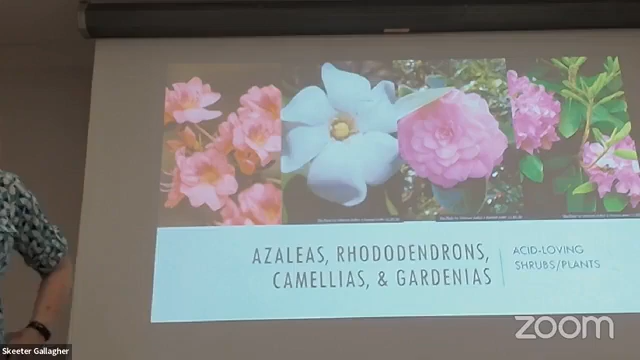 AZALEAS, RHODODENDRONS,
CAMELLIAS, & GARDENIAS
ACID-LOVING
SHRUBS/PLANTS
zoom
Skeeter Gallagher